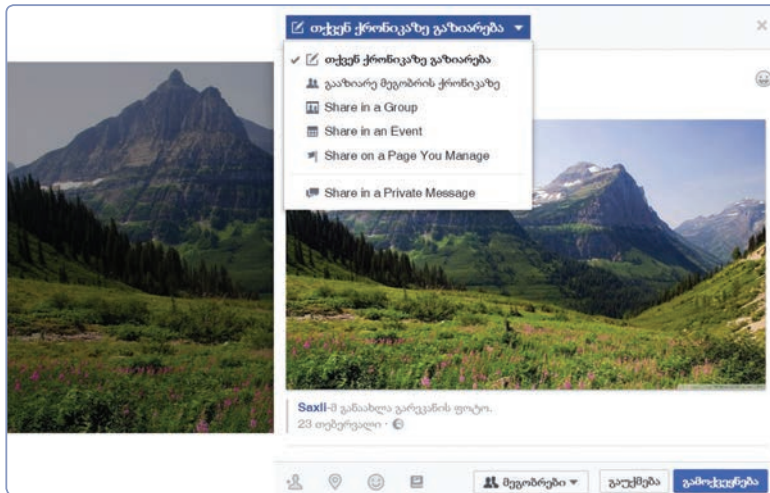 თქვენ ქრონიკაზე გაზიარება
თქვენ ქრონიკაზე გაზიარება
გააზიარე მეგობრის ქრონიკაზე
Share in a Group
Share in an Event
Share on a Page You Manage
Share in a Private Message
Saxli-მ განაახლა გარეკანის ფოტო.
23 თებერვალი
მეგობრები
გაუქმება
გამოქვეყნება